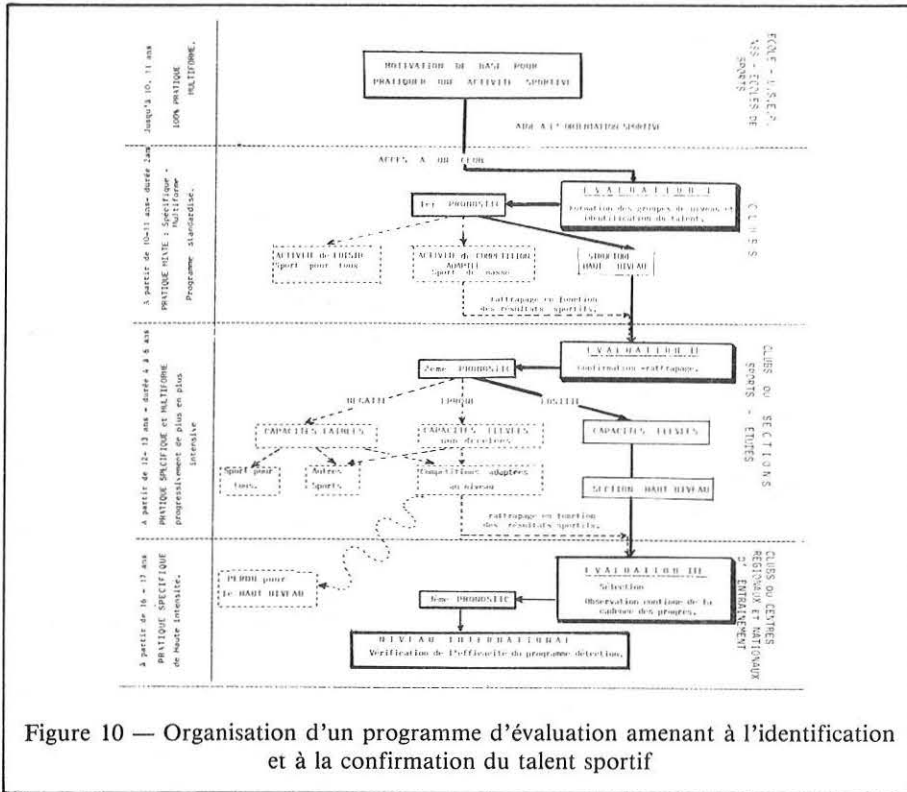 ECOLE - U.S.E.P.
ECOLES DE
SPORTS
Jusqu'à 10, 11 ans
100% PRATIQUE
MULTIFORME.
MOTIVATION DE BASE POUR
PRATIQUER UNE ACTIVITE SPORTIVE
AIDE A L'ORIENTATION SPORTIVE
ACCES A UN
à partir de 10-11 ans- durée 2ans
PRATIQUE MIXTE : Spécifique -
multiforme
Programme standardisé.
CLUBS
EVALUATION I
Formation des groupes de niveau et
identification du talent.
1er PRONOSTIC
ACTIVITE de LOISIR
Sport pour tous
ACTIVITE de COMPETITION
ADAPTEE
Sport de masse
STRUCTURE
HAUT NIVEAU
rattrapage en fonction
des résultats sportifs.
à partir de 12- 13 ans - durée 4 à 6 ans
PRATIQUE SPECIFIQUE et MULTIFORME
progressivement de plus en plus
intensive
CLUBS OU SECTIONS
SPORTS - ETUDES
EVALUATION II
Confirmation +rattrapage.
2ème PRONOSTIC
NEGATIF
POSITIF
CAPACITES FAIBLES
CAPACITES ELEVEES
non décelées
CAPACITES ELEVEES
Sport pour
tous.
Autres
Sports
Compétitions adaptées
au niveau
SECTION HAUT NIVEAU
rattrapage en fonction
des résultats sportifs.
à partir de 16 - 17 ans
PRATIQUE SPECIFIQUE
de Haute intensité.
CLUBS OU CENTRES
REGIONAUX ET NATIONAUX
D'ENTRAINEMENT
PERDU pour
le HAUT NIVEAU
EVALUATION III
Sélection
Observation continue de la
cadence des progrès.
3ème PRONOSTIC
NIVEAU INTERNATIONAL
Vérification de l'efficacité du programme détection.
Figure 10 — Organisation d'un programme d'évaluation amenant à l'identification
et à la confirmation du talent sportif